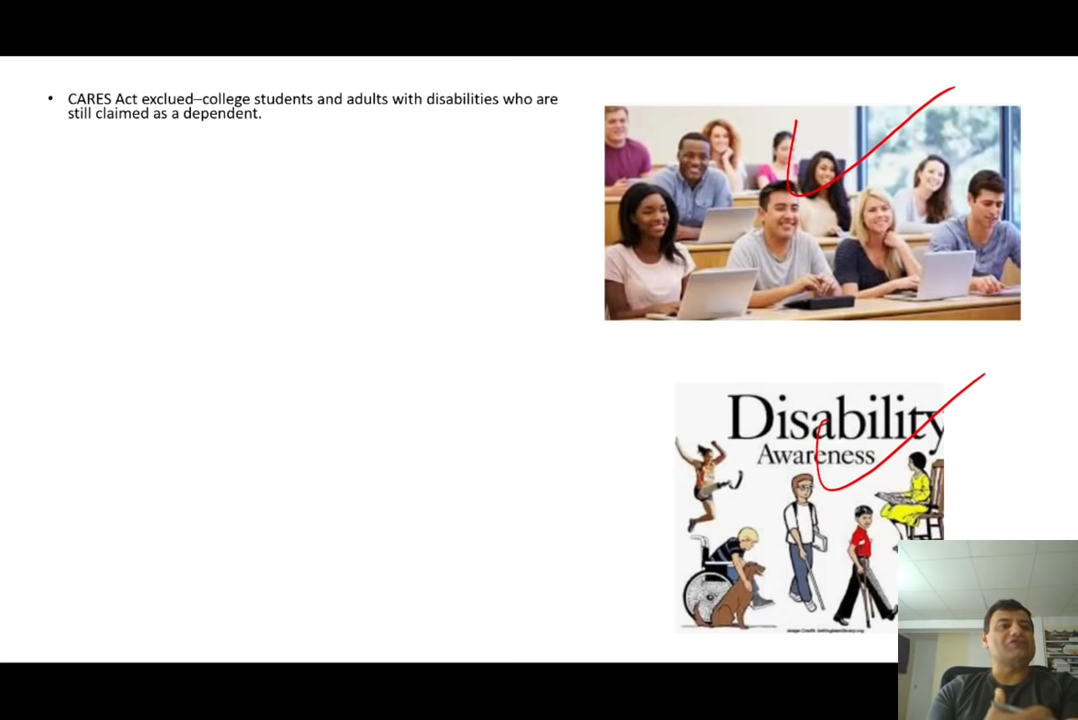 • CARES Act exclued–college students and adults with disabilities who are
still claimed as a dependent.
Disability
Awareness